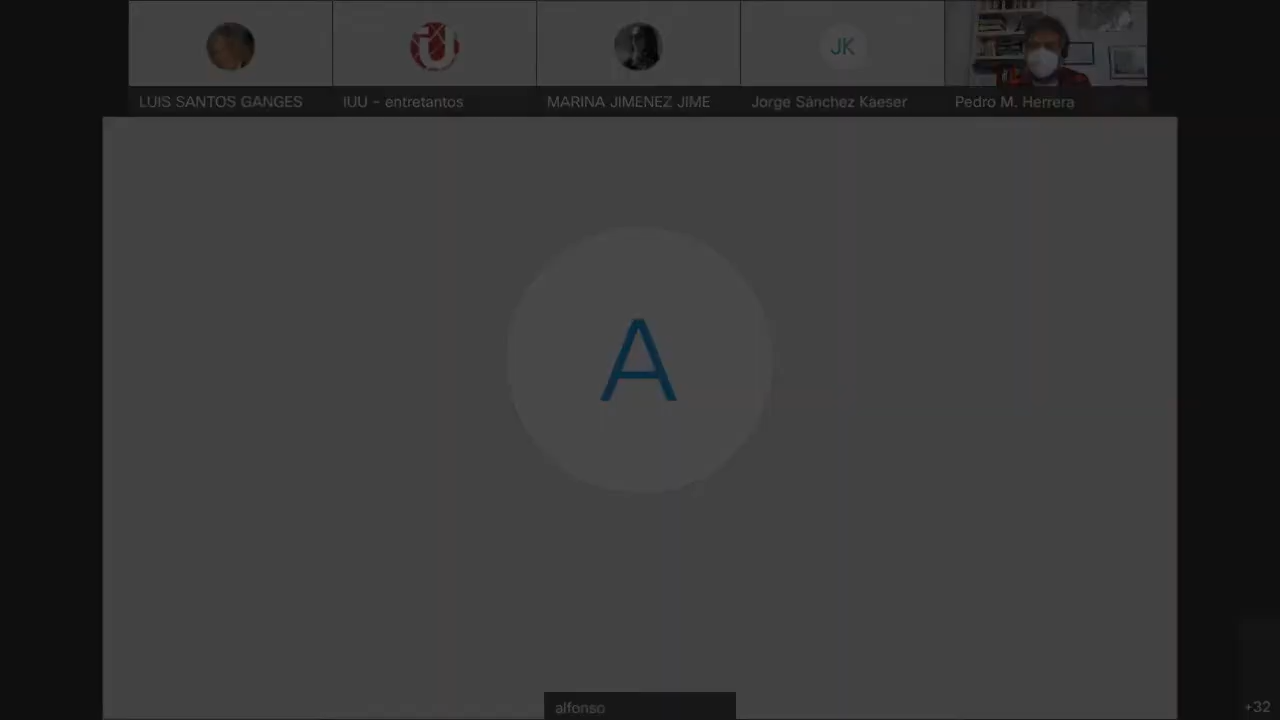 JK
LUIS SANTOS GANGES
IUU - entretantos
MARINA JIMENEZ JIME
Jorge Sánchez Kaeser
Pedro M. Herrera
A
alfonso
+32